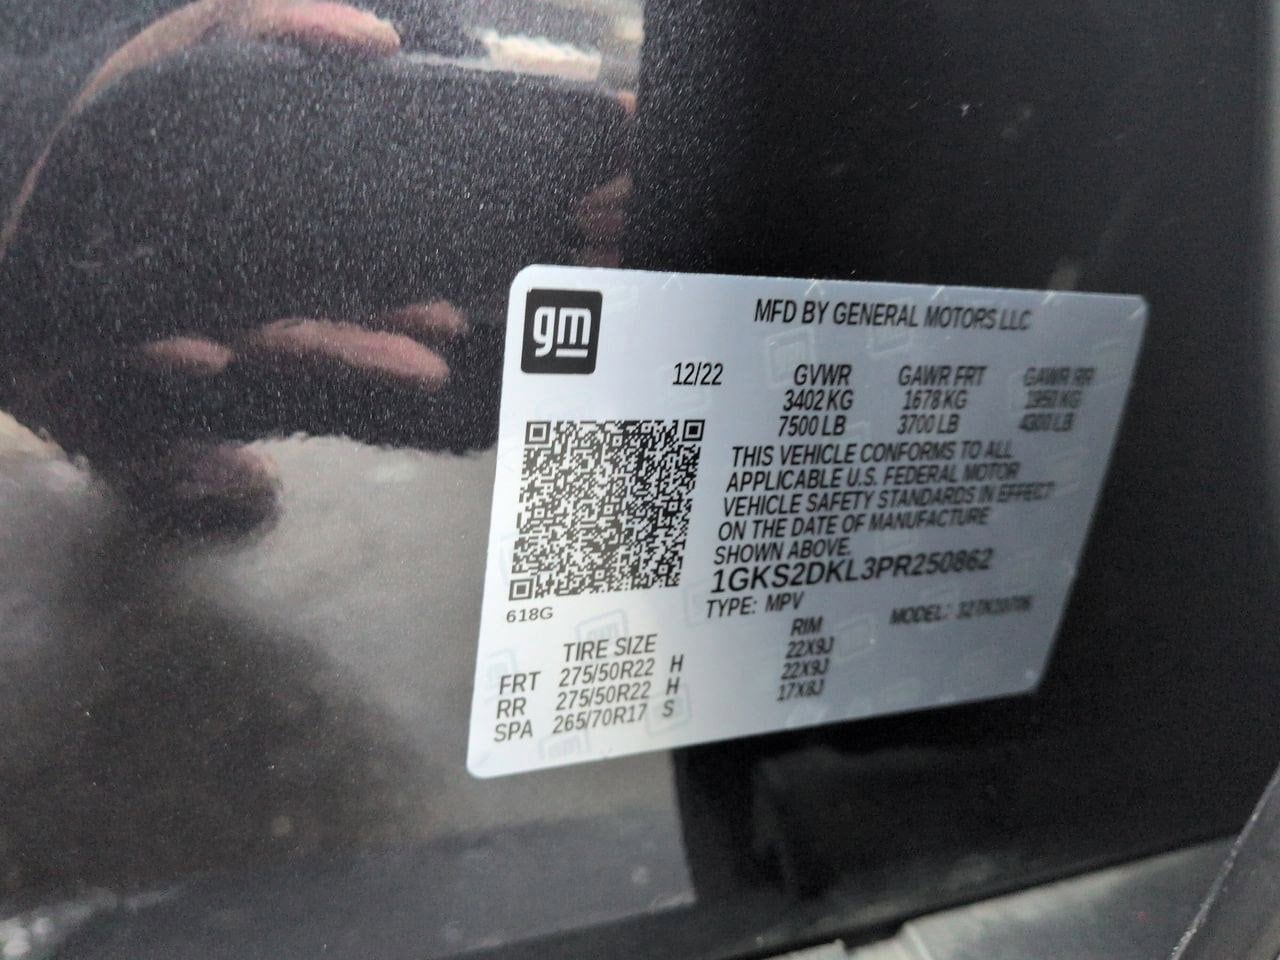 gm
MFD BY GENERAL MOTORS LLC
12/22 GVWR GAWR FRT GAWR RR
3402 KG 1678 KG 1950 KG
7500 LB 3700 LB 4300 LB
THIS VEHICLE CONFORMS TO ALL
APPLICABLE U.S. FEDERAL MOTOR
VEHICLE SAFETY STANDARDS IN EFFECT
ON THE DATE OF MANUFACTURE
SHOWN ABOVE.
1GKS2DKL3PR250862
618G
TYPE: MPV MODEL:
TIRE SIZE RIM
FRT 275/50R22 H 22X9J
RR 275/50R22 H 22X9J
SPA 265/70R17 S 17X8J